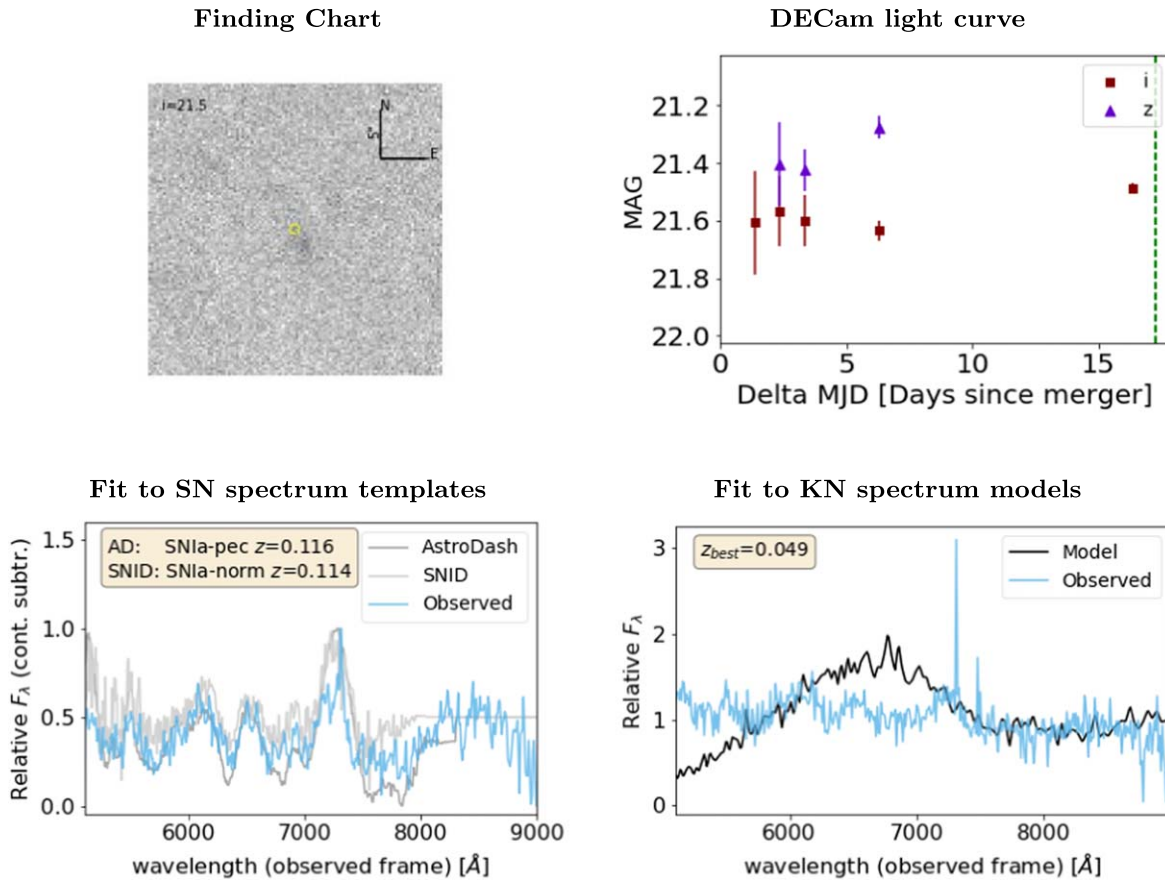 Finding Chart
i=21.5
N
5"
E
DECam light curve
i
z
21.2
21.4
21.6
21.8
22.0
MAG
0 5 10 15
Delta MJD [Days since merger]
Fit to SN spectrum templates
AD: SNIa-pec z=0.116
SNID: SNIa-norm z=0.114
AstroDash
SNID
Observed
1.5
1.0
0.5
0.0
Relative Fλ (cont. subtr.)
6000 7000 8000 9000
wavelength (observed frame) [Å]
Fit to KN spectrum models
zbest=0.049
Model
Observed
3
2
1
0
Relative Fλ
6000 7000 8000
wavelength (observed frame) [Å]